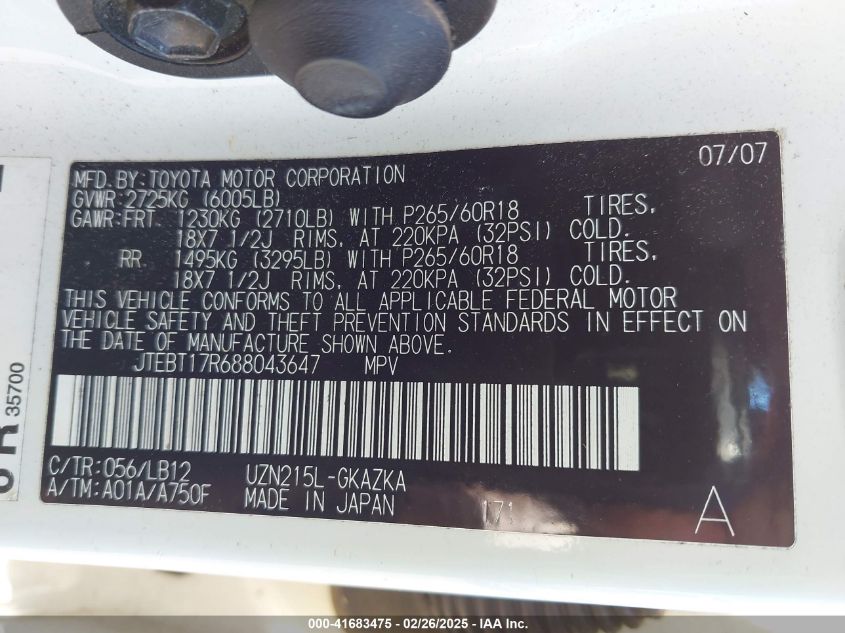 07/07
MFD.BY:TOYOTA MOTOR CORPORATION
GVWR:2725KG (6005LB)
GAWR:FRT. 1230KG (2710LB) WITH P265/60R18 TIRES,
18X7 1/2J RIMS, AT 220KPA (32PSI) COLD.
RR. 1495KG (3295LB) WITH P265/60R18 TIRES,
18X7 1/2J RIMS, AT 220KPA (32PSI) COLD.
THIS VEHICLE CONFORMS TO ALL APPLICABLE FEDERAL MOTOR
VEHICLE SAFETY AND THEFT PREVENTION STANDARDS IN EFFECT ON
THE DATE OF MANUFACTURE SHOWN ABOVE.
JTEBT17R688043647 MPV
C/TR:056/LB12 UZN215L-GKAZKA
A/TM:A01A/A750F MADE IN JAPAN 171 A
35700
000-41683475 - 02/26/2025 - IAA Inc.